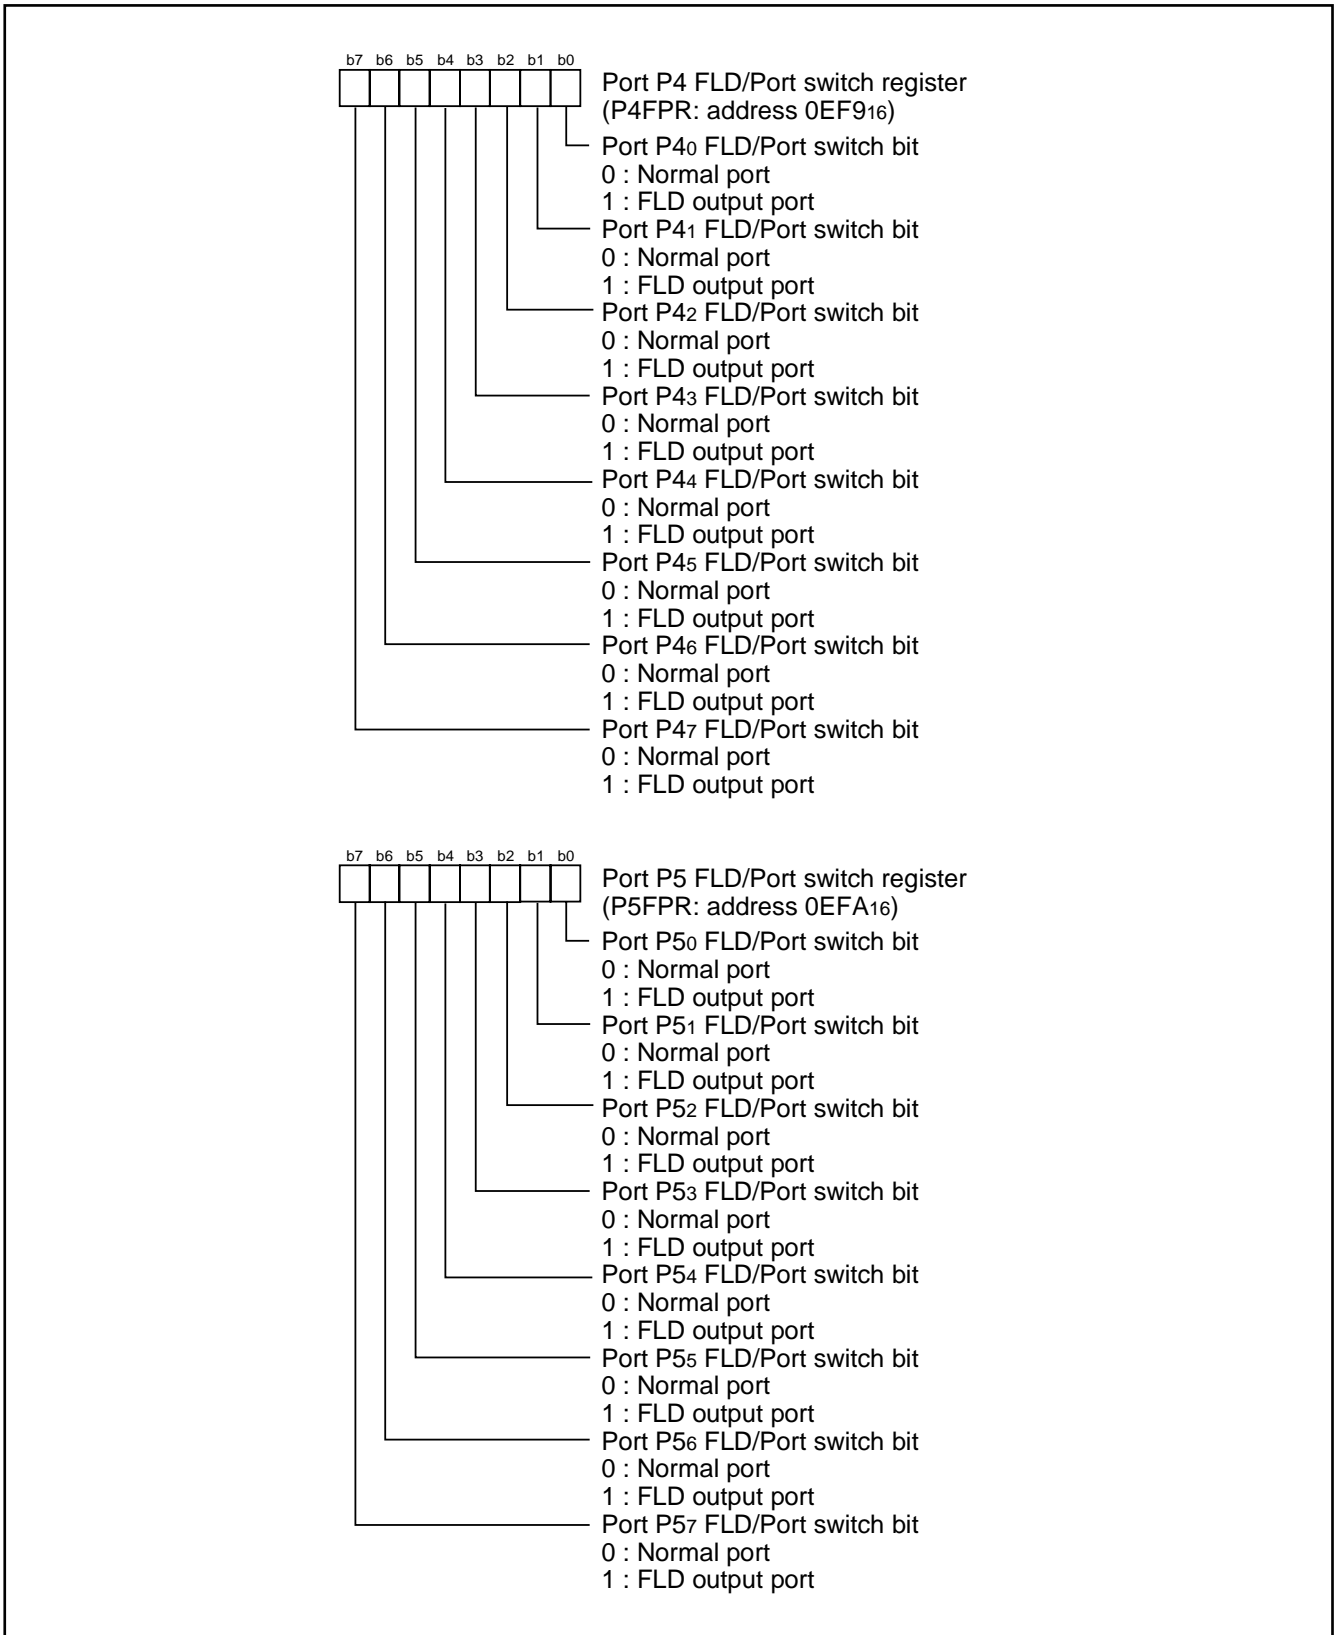 b7 b6 b5 b4 b3 b2 b1 b0
Port P4 FLD/Port switch register
(P4FPR: address 0EF916)
Port P40 FLD/Port switch bit
0 : Normal port
1 : FLD output port
Port P41 FLD/Port switch bit
0 : Normal port
1 : FLD output port
Port P42 FLD/Port switch bit
0 : Normal port
1 : FLD output port
Port P43 FLD/Port switch bit
0 : Normal port
1 : FLD output port
Port P44 FLD/Port switch bit
0 : Normal port
1 : FLD output port
Port P45 FLD/Port switch bit
0 : Normal port
1 : FLD output port
Port P46 FLD/Port switch bit
0 : Normal port
1 : FLD output port
Port P47 FLD/Port switch bit
0 : Normal port
1 : FLD output port
b7 b6 b5 b4 b3 b2 b1 b0
Port P5 FLD/Port switch register
(P5FPR: address 0EFA16)
Port P50 FLD/Port switch bit
0 : Normal port
1 : FLD output port
Port P51 FLD/Port switch bit
0 : Normal port
1 : FLD output port
Port P52 FLD/Port switch bit
0 : Normal port
1 : FLD output port
Port P53 FLD/Port switch bit
0 : Normal port
1 : FLD output port
Port P54 FLD/Port switch bit
0 : Normal port
1 : FLD output port
Port P55 FLD/Port switch bit
0 : Normal port
1 : FLD output port
Port P56 FLD/Port switch bit
0 : Normal port
1 : FLD output port
Port P57 FLD/Port switch bit
0 : Normal port
1 : FLD output port